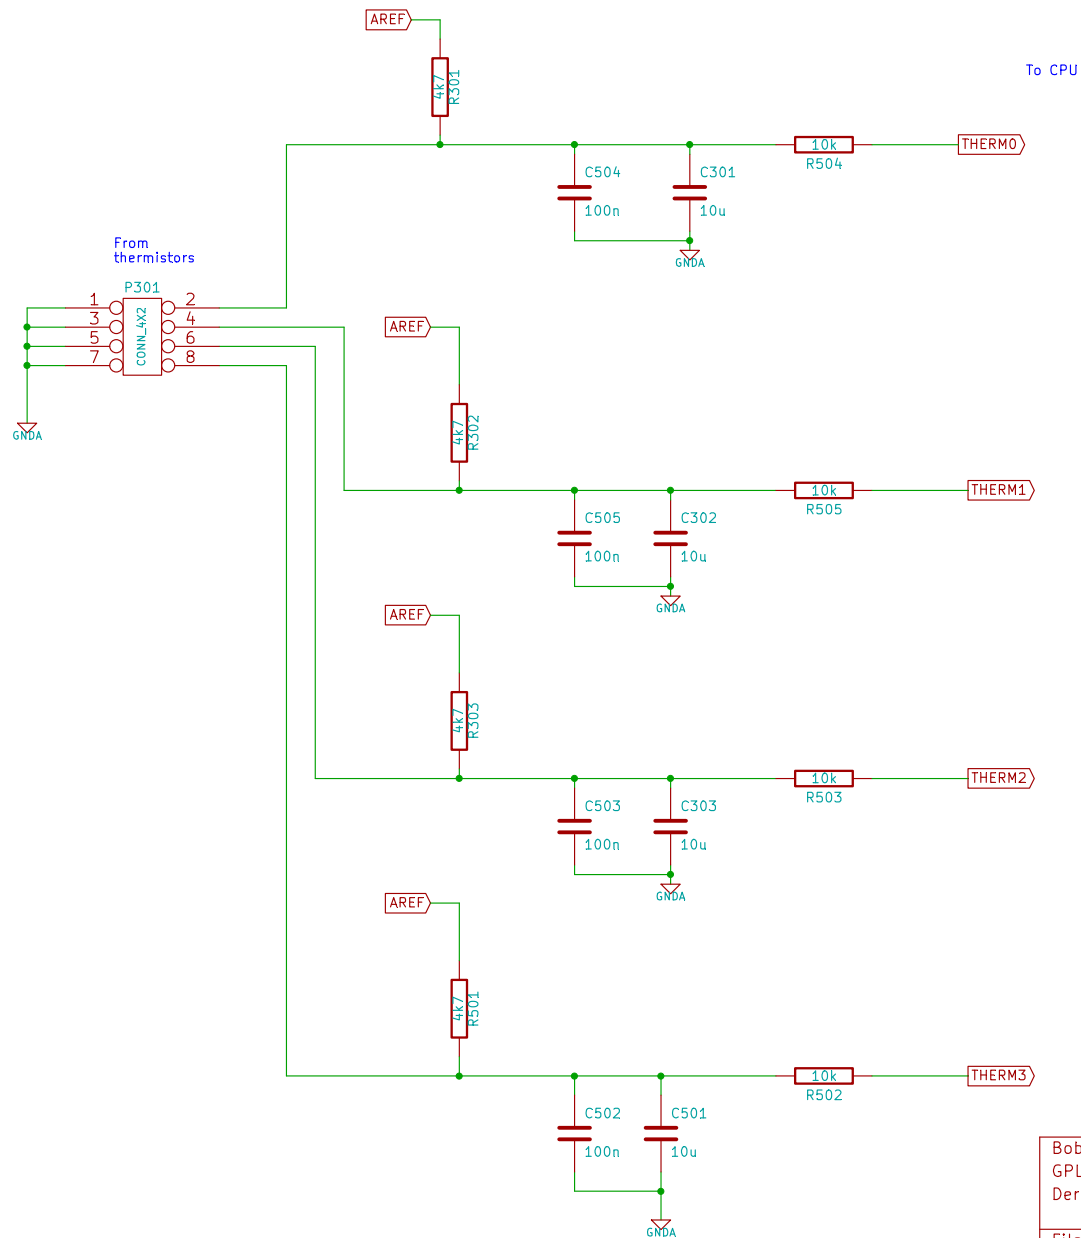 AREF
4k7
R301
To CPU
THERM0
10k
R504
C504
100n
C301
10u
GNDA
From
thermistors
P301
CONN_4X2
1
2
3
4
5
6
7
8
GNDA
AREF
4k7
R302
C505
100n
C302
10u
GNDA
10k
R505
THERM1
AREF
4k7
R303
C503
100n
C303
10u
GNDA
10k
R503
THERM2
AREF
4k7
R501
C502
100n
C501
10u
GNDA
10k
R502
THERM3
Bob
GPL
Der